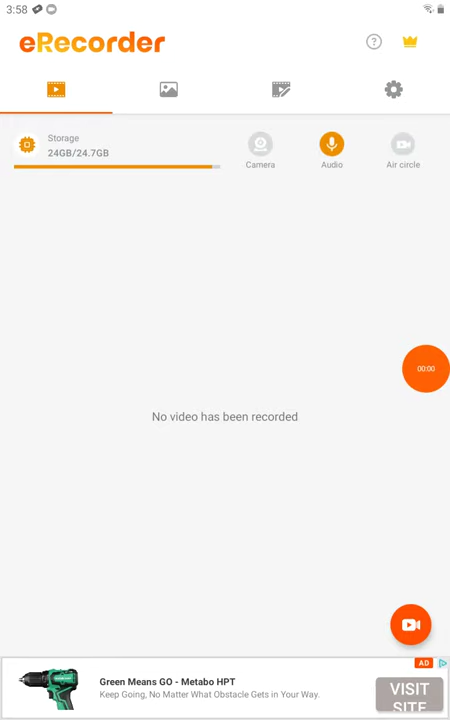 3:58
eRecorder
Storage
24GB/24.7GB
Camera
Audio
Air circle
00:00
No video has been recorded
AD
Green Means GO - Metabo HPT
Keep Going, No Matter What Obstacle Gets in Your Way.
VISIT
SITE